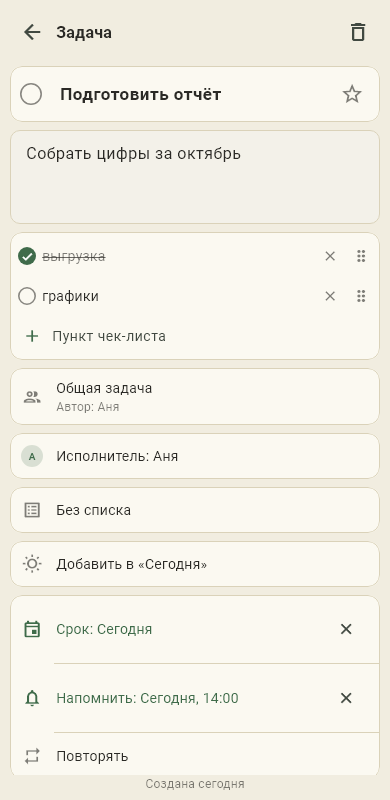 Задача
Подготовить отчёт
Собрать цифры за октябрь
выгрузка
графики
Пункт чек-листа
Общая задача
Автор: Аня
А
Исполнитель: Аня
Без списка
Добавить в «Сегодня»
Срок: Сегодня
Напомнить: Сегодня, 14:00
Повторять
Создана сегодня